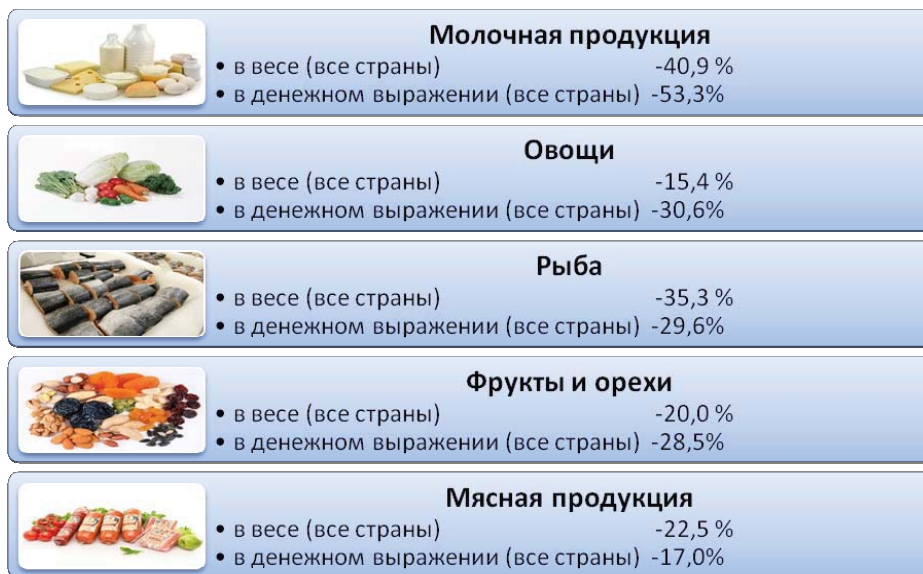 Молочная продукция
• в весе (все страны) -40,9 %
• в денежном выражении (все страны) -53,3%
Овощи
• в весе (все страны) -15,4 %
• в денежном выражении (все страны) -30,6%
Рыба
• в весе (все страны) -35,3 %
• в денежном выражении (все страны) -29,6%
Фрукты и орехи
• в весе (все страны) -20,0 %
• в денежном выражении (все страны) -28,5%
Мясная продукция
• в весе (все страны) -22,5 %
• в денежном выражении (все страны) -17,0%